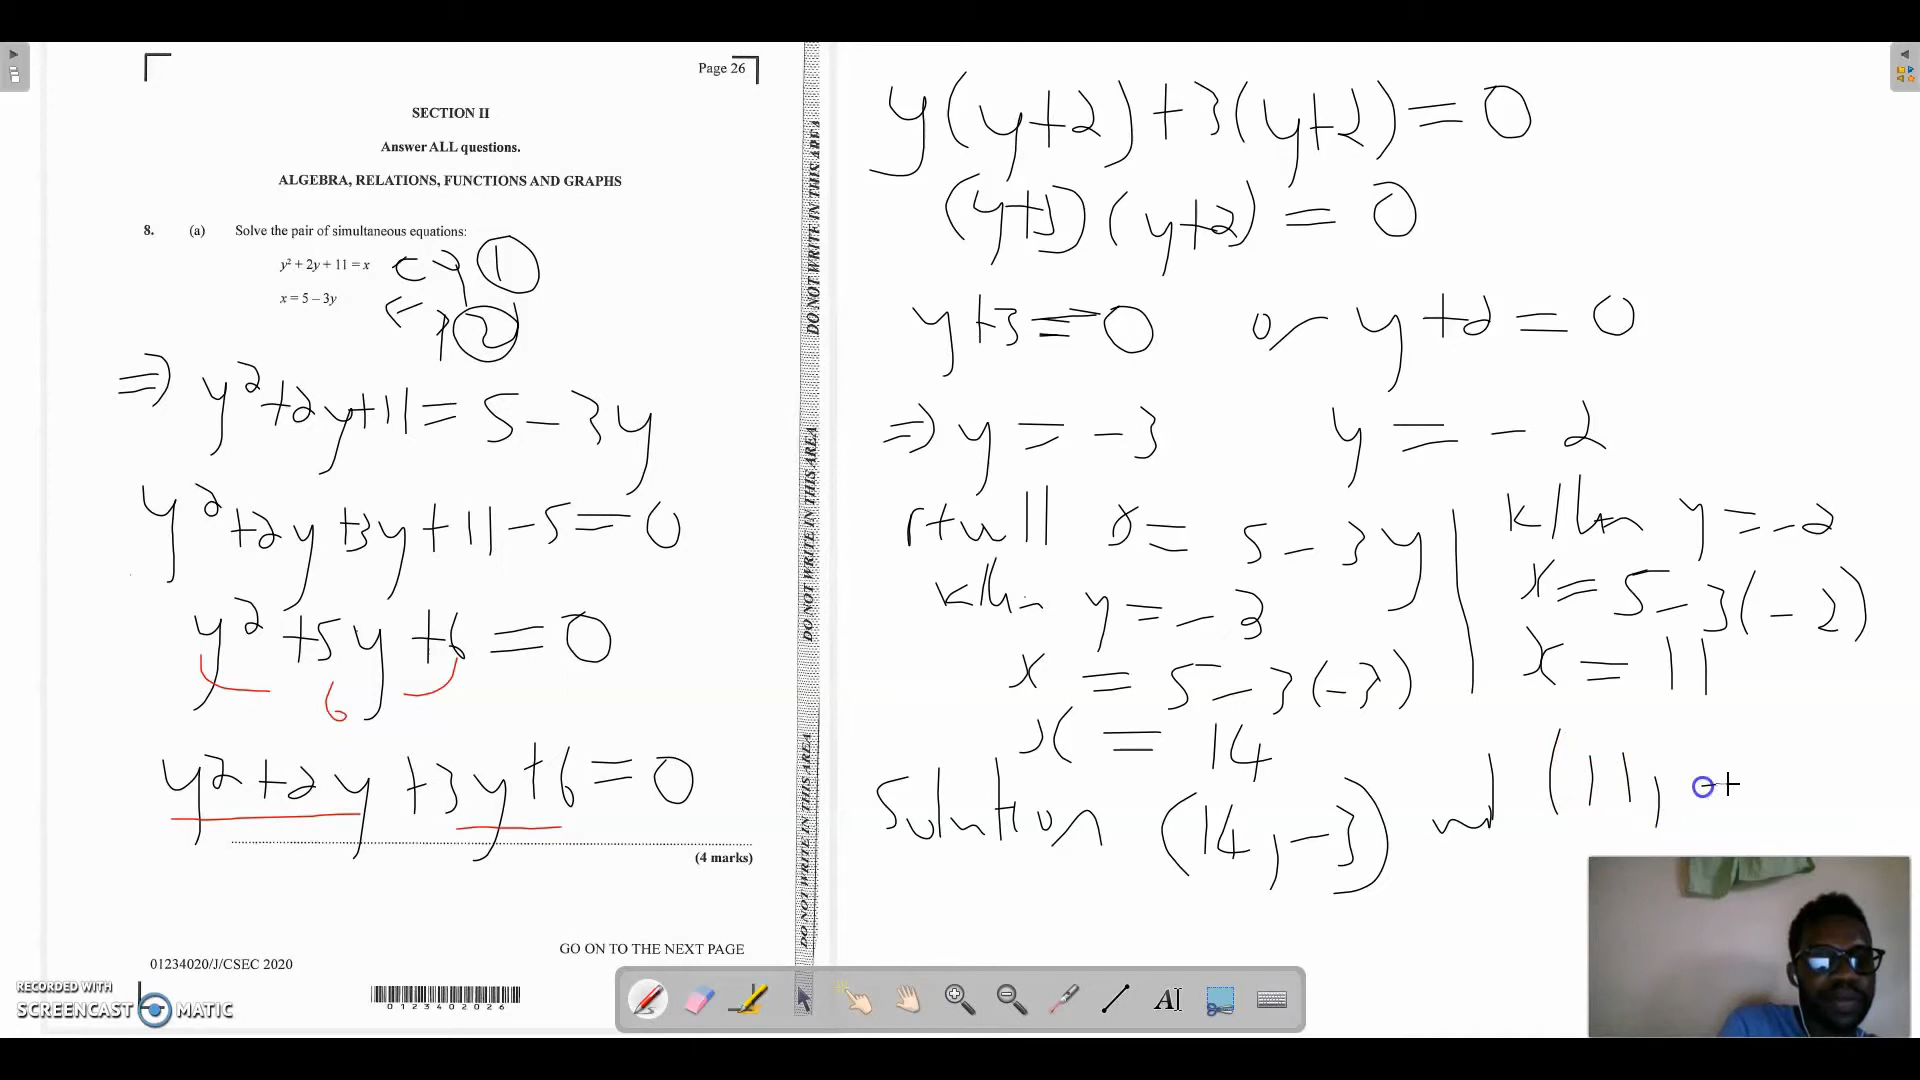 Page 26
SECTION II
Answer ALL questions.
ALGEBRA, RELATIONS, FUNCTIONS AND GRAPHS
8. (a) Solve the pair of simultaneous equations:
y² + 2y + 11 = x
①
x = 5 – 3y
②
⇒ y²+2y+11 = 5 - 3y
y²+2y+3y+11-5=0
y²+5y+6=0
6
y²+2y+3y+6=0
(4 marks)
GO ON TO THE NEXT PAGE
01234020/J/CSEC 2020
0123402026
RECORDED WITH
SCREENCAST MATIC
DO NOT WRITE IN THIS AREA
DO NOT WRITE IN THIS AREA
DO NOT WRITE IN THIS AREA
y(y+2)+3(y+2)=0
(y+3)(y+2)=0
y+3=0 or y+2=0
⇒ y=-3 y=-2
x=5-3y
y=-3
x=5-3(-3)
x=14
y=-2
x=5-3(-2)
x=11
Solution (14,-3) and (11,
AI